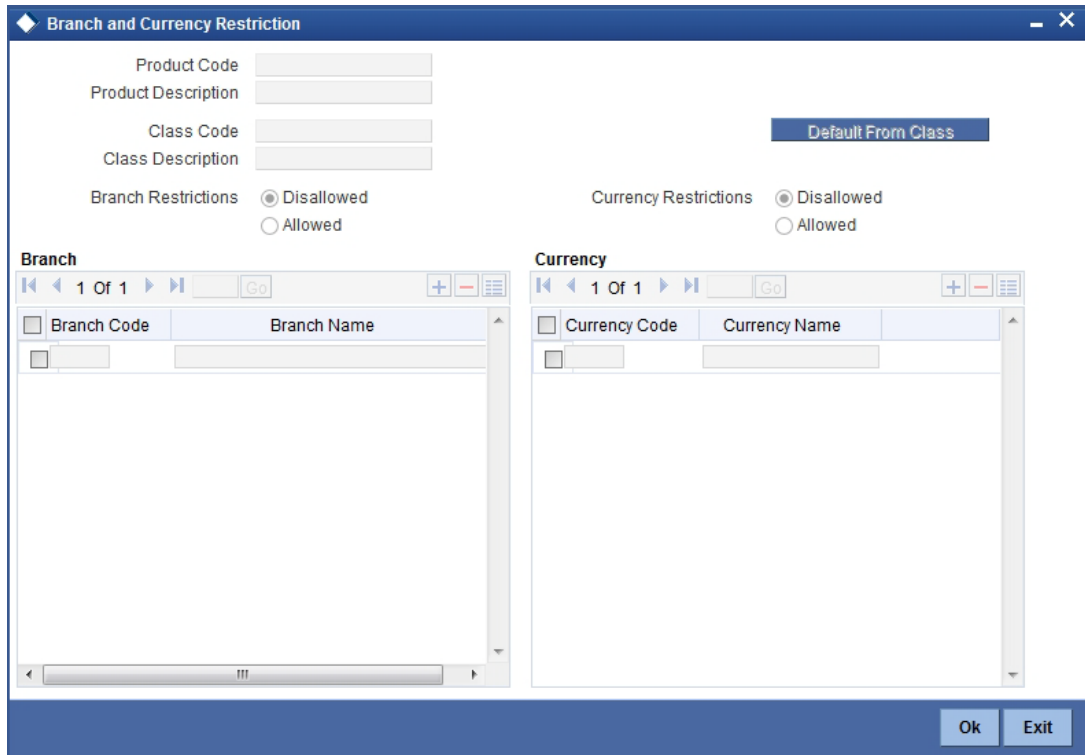 Branch and Currency Restriction
Product Code
Product Description
Class Code
Default From Class
Class Description
Branch Restrictions Disallowed Currency Restrictions Disallowed
Allowed Allowed
Branch Currency
1 Of 1 Go 1 Of 1 Go
Branch Code Branch Name Currency Code Currency Name
Ok Exit